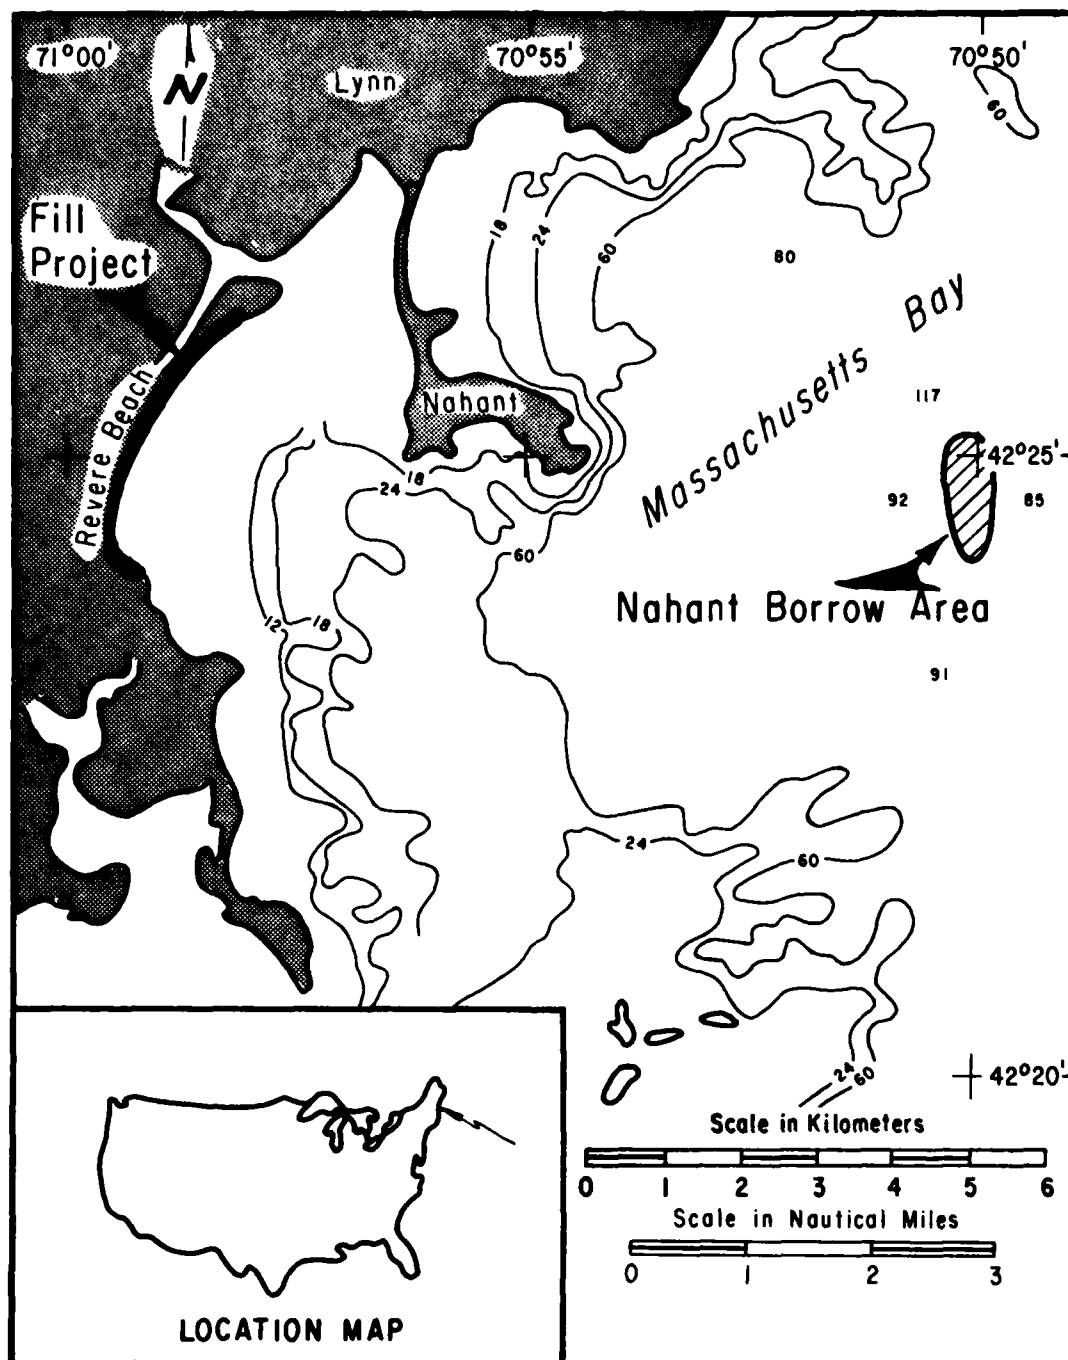 71°00'
70°55'
70°50'
N
Lynn
60
Fill
Project
18
24
60
80
Massachusetts Bay
Revere Beach
Nahant
117
42°25'
18
24
92
85
60
Nahant Borrow Area
12
18
91
24
60
24
60
42°20'
Scale in Kilometers
0 1 2 3 4 5 6
Scale in Nautical Miles
0 1 2 3
LOCATION MAP